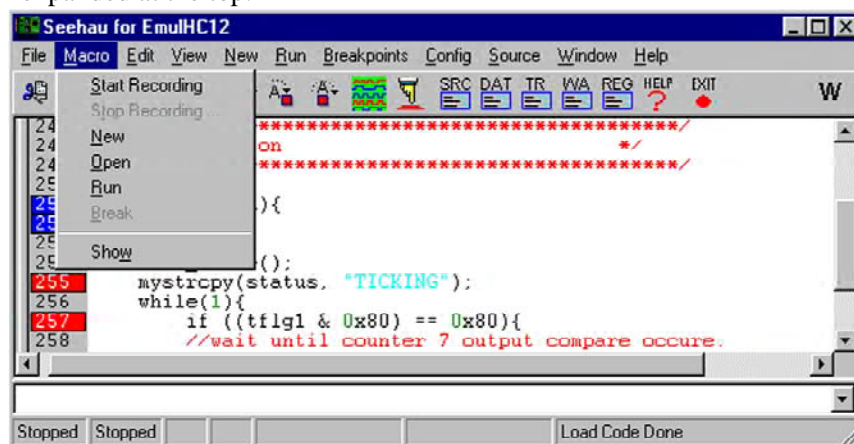 Seehau for EmulHC12
File Macro Edit View New Run Breakpoints Config Source Window Help
SRC DAT TR WA REG HELP EXIT
W
Start Recording
Stop Recording ...
New
Open
Run
Break
Show
24 ****************************************/
24 on */
24 ****************************************/
25
25 ){
25
25
25 ();
255 mystrcpy(status, "TICKING");
256 while(1){
257 if ((tflg1 & 0x80) == 0x80){
258 //wait until counter 7 output compare occure.
Stopped Stopped Load Code Done